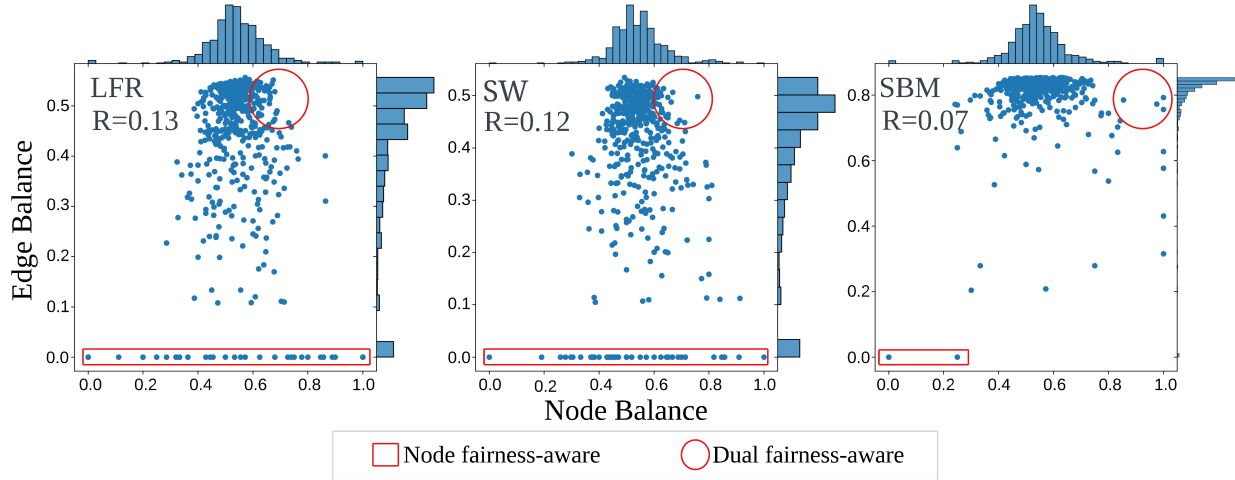 LFR
R=0.13
SW
R=0.12
SBM
R=0.07
Edge Balance
0.5
0.4
0.3
0.2
0.1
0.0
0.5
0.4
0.3
0.2
0.1
0.0
0.8
0.6
0.4
0.2
0.0
0.0 0.2 0.4 0.6 0.8 1.0
0.0 0.2 0.4 0.6 0.8 1.0
0.0 0.2 0.4 0.6 0.8 1.0
Node Balance
Node fairness-aware
Dual fairness-aware